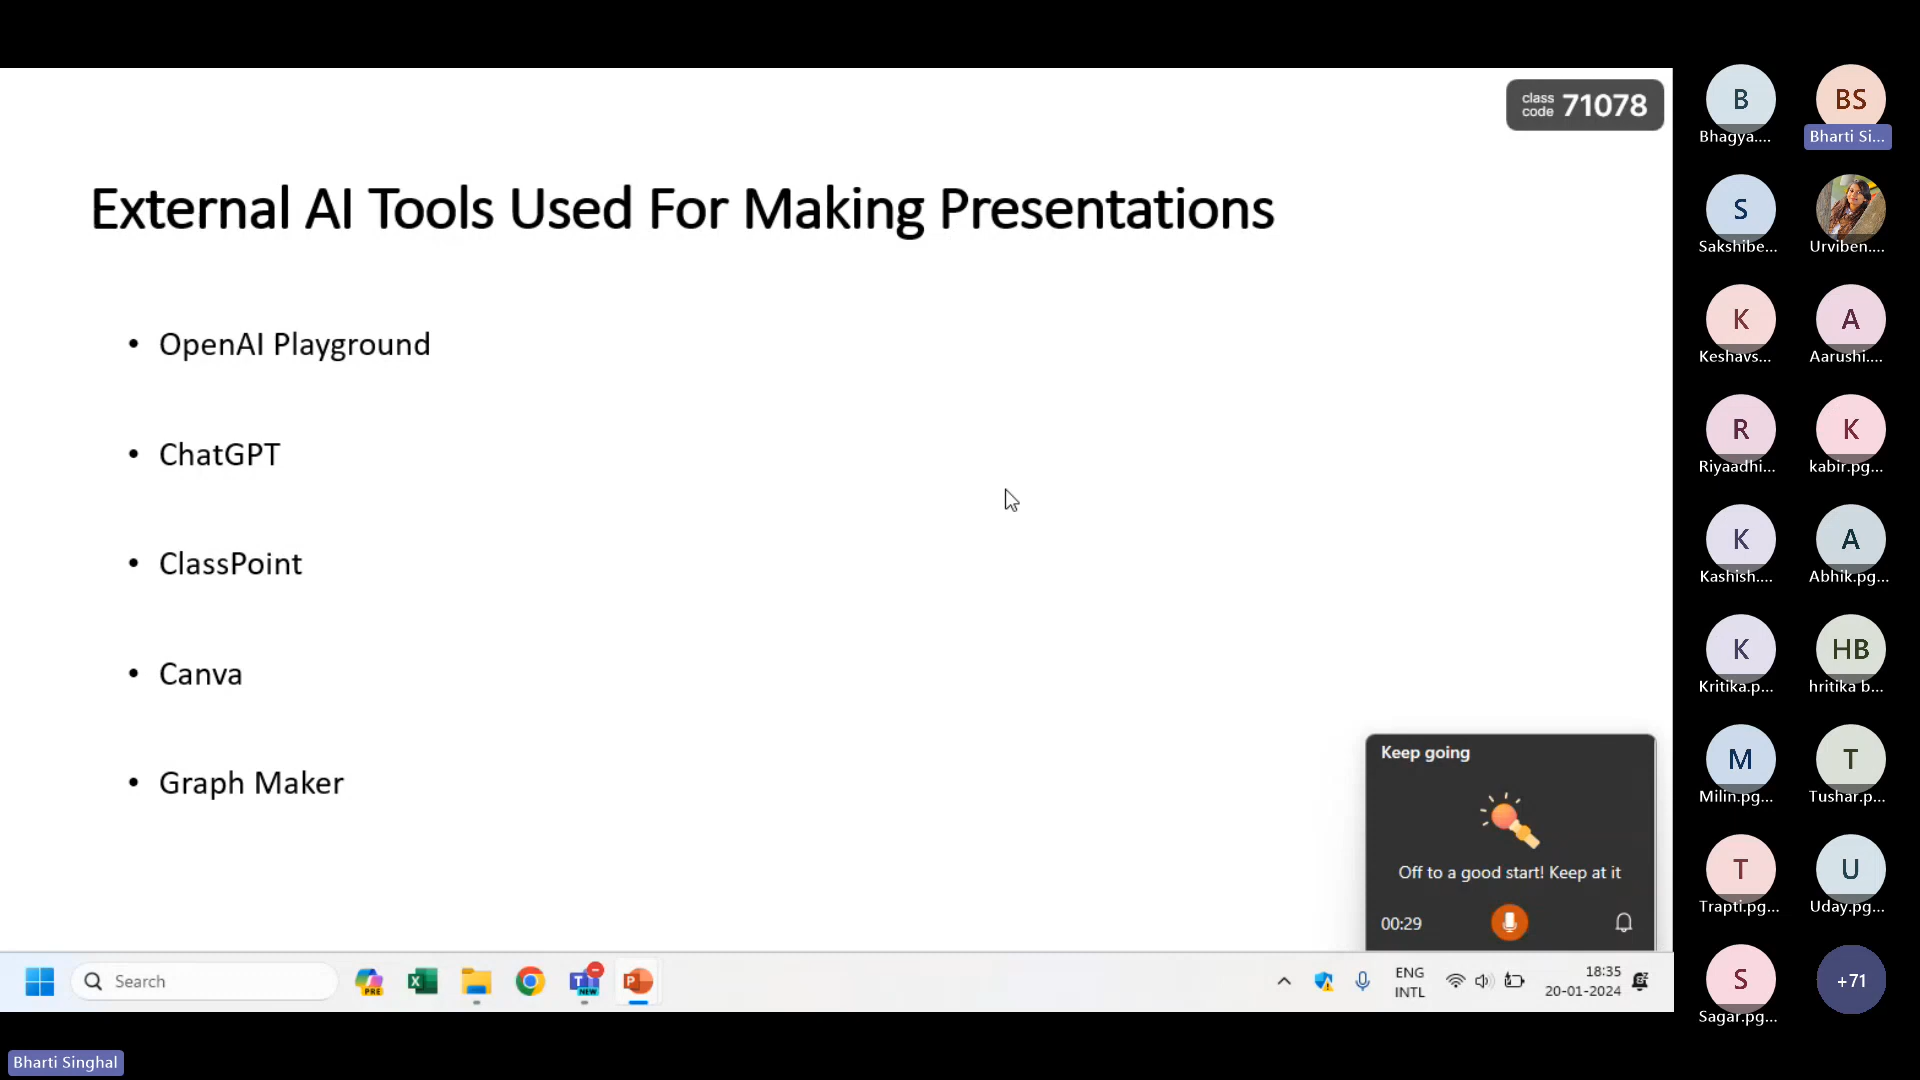 class
code 71078
External AI Tools Used For Making Presentations
• OpenAI Playground
• ChatGPT
• ClassPoint
• Canva
• Graph Maker
Keep going
Off to a good start! Keep at it
00:29
Search
PRE
NEW
ENG
INTL
18:35
20-01-2024
B
Bhagya....
BS
Bharti Si...
S
Sakshibe...
Urviben....
K
Keshavs...
A
Aarushi....
R
Riyaadhi...
K
kabir.pg...
K
Kashish....
A
Abhik.pg...
K
Kritika.p...
HB
hritika b...
M
Milin.pg...
T
Tushar.p...
T
Trapti.pg...
U
Uday.pg...
S
Sagar.pg...
+71
Bharti Singhal